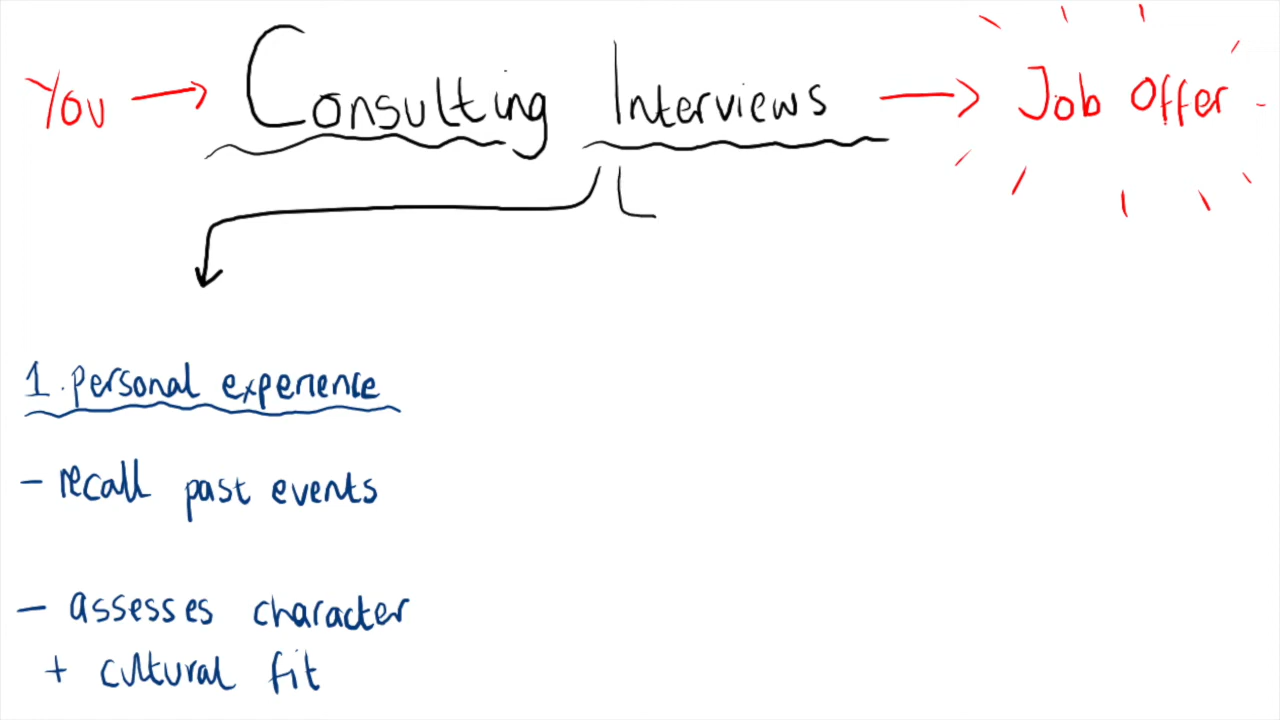 You → Consulting Interviews → Job Offer
1. personal experience
- recall past events
- assesses character
+ cultural fit